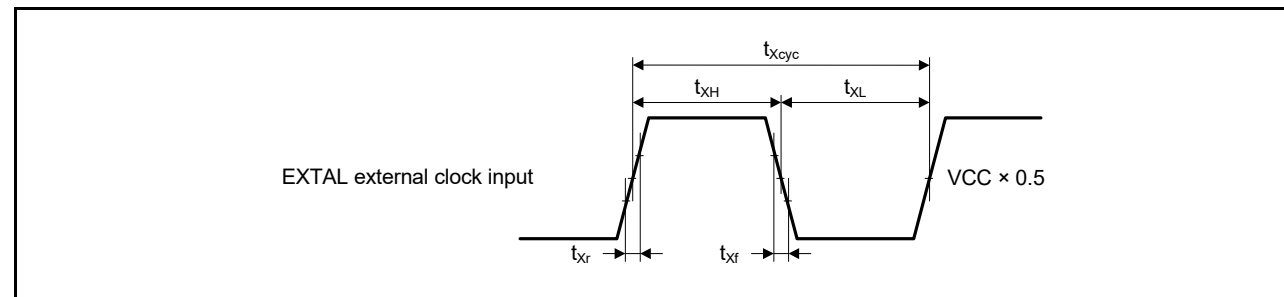 tXcyc
tXH
tXL
EXTAL external clock input
VCC × 0.5
tXr
tXf